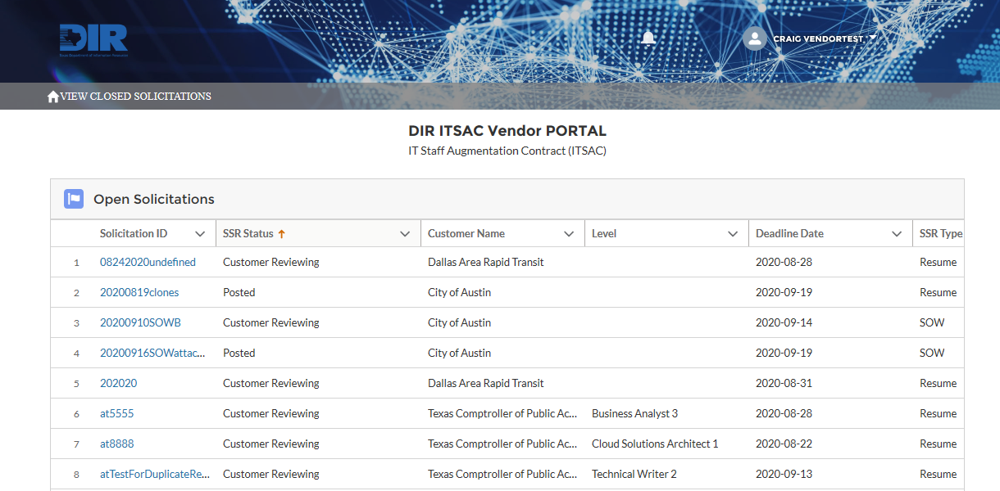 DIR
Texas Department of Information Resources
CRAIG VENDORTEST
VIEW CLOSED SOLICITATIONS
DIR ITSAC Vendor PORTAL
IT Staff Augmentation Contract (ITSAC)
Open Solicitations
Solicitation ID SSR Status Customer Name Level Deadline Date SSR Type
1 08242020undefined Customer Reviewing Dallas Area Rapid Transit 2020-08-28 Resume
2 20200819clones Posted City of Austin 2020-09-19 Resume
3 20200910SOWB Customer Reviewing City of Austin 2020-09-14 SOW
4 20200916SOWattac... Posted City of Austin 2020-09-19 SOW
5 202020 Customer Reviewing Dallas Area Rapid Transit 2020-08-31 Resume
6 at5555 Customer Reviewing Texas Comptroller of Public Ac... Business Analyst 3 2020-08-28 Resume
7 at8888 Customer Reviewing Texas Comptroller of Public Ac... Cloud Solutions Architect 1 2020-08-22 Resume
8 atTestForDuplicateRe... Customer Reviewing Texas Comptroller of Public Ac... Technical Writer 2 2020-09-13 Resume